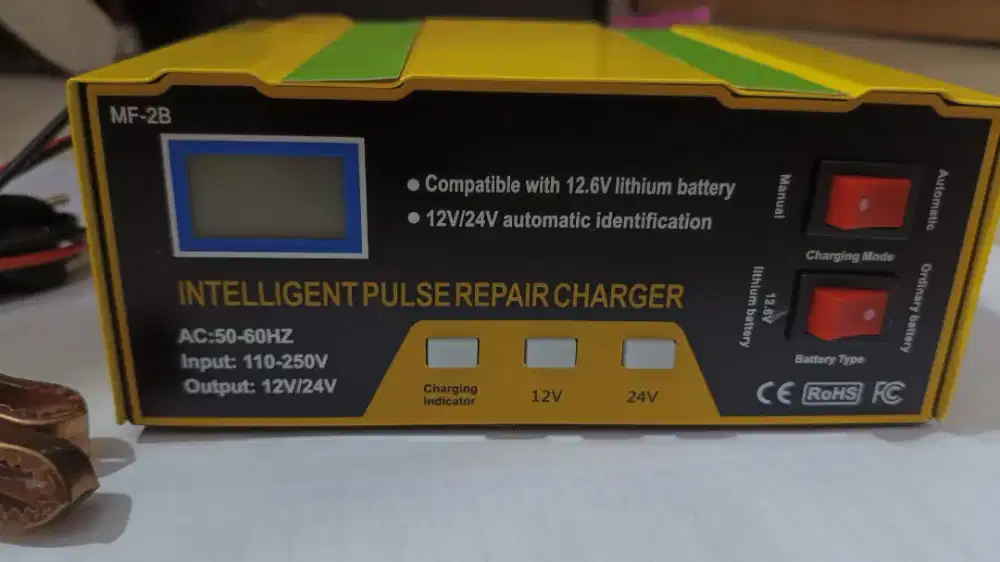 MF-2B
● Compatible with 12.6V lithium battery
● 12V/24V automatic identification
INTELLIGENT PULSE REPAIR CHARGER
AC:50-60HZ
Input: 110-250V
Output: 12V/24V
Charging
Indicator
12V
24V
Manual
Automatic
Charging Mode
12.6V
lithium battery
Ordinary battery
Battery Type
CE RoHS FC